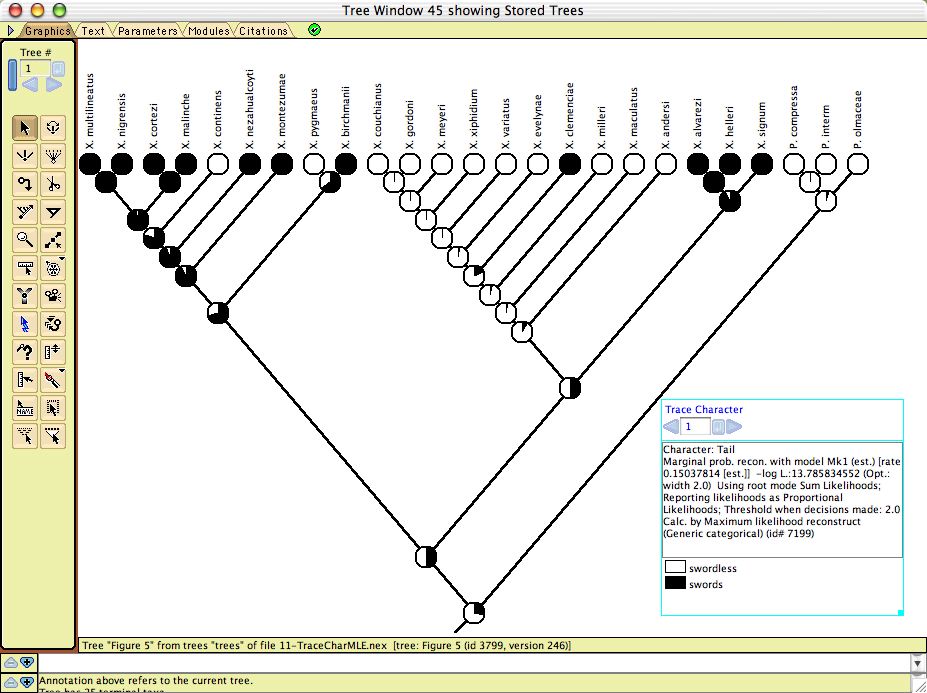 Tree Window 45 showing Stored Trees
Graphics Text Parameters Modules Citations
Tree #
1
X. multilineatus
X. nigrensis
X. cortezi
X. malinche
X. continens
X. nezahualcoyti
X. montezumae
X. pygmaeus
X. birchmanii
X. couchianus
X. gordoni
X. meyeri
X. xiphidium
X. variatus
X. evelynae
X. clemenciae
X. milleri
X. maculatus
X. andersi
X. alvarezi
X. helleri
X. signum
P. compressa
P. interm
P. olmaceae
NAME
Trace Character
1
Character: Tail
Marginal prob. recon. with model Mk1 (est.) [rate
0.15037814 [est.]] -log L.:13.785834552 (Opt.:
width 2.0) Using root mode Sum Likelihoods;
Reporting likelihoods as Proportional
Likelihoods; Threshold when decisions made: 2.0
Calc. by Maximum likelihood reconstruct
(Generic categorical) (id# 7199)
swordless
swords
Tree "Figure 5" from trees "trees" of file 11-TraceCharMLE.nex [tree: Figure 5 (id 3799, version 246)]
Annotation above refers to the current tree.
Tree has 25 terminal taxa.